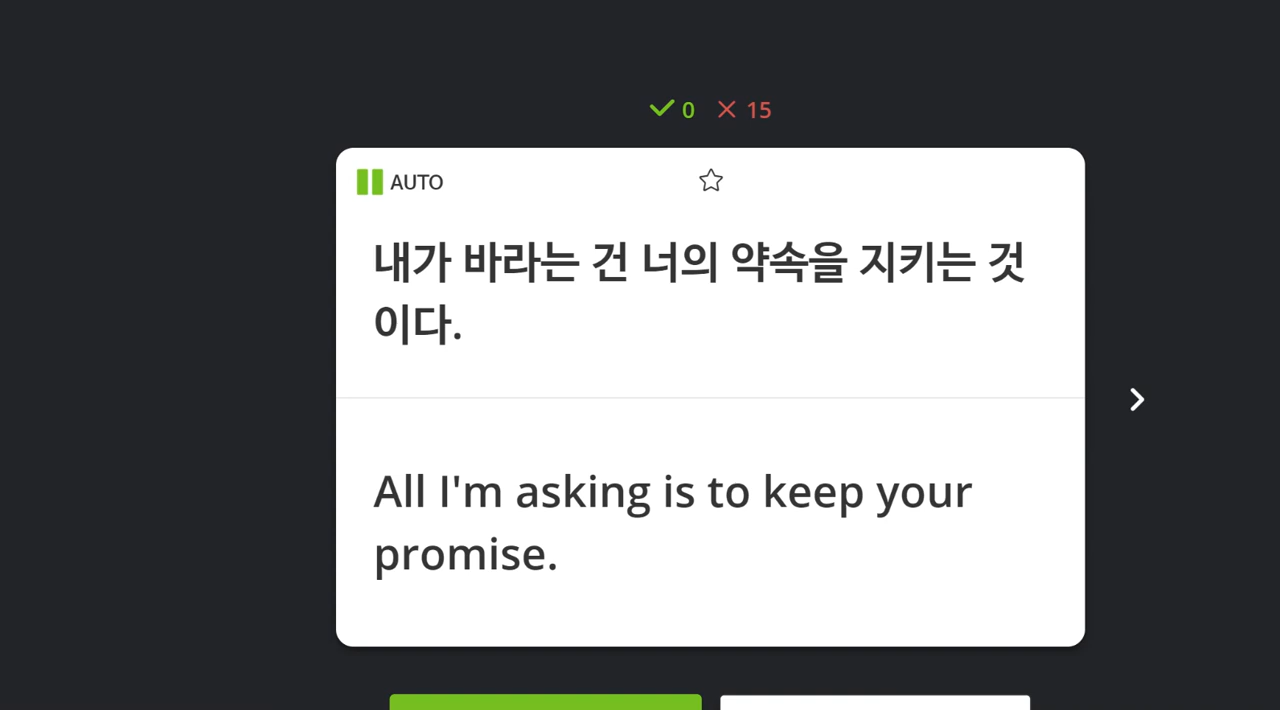 0 15
AUTO
내가 바라는 건 너의 약속을 지키는 것
이다.
All I'm asking is to keep your
promise.